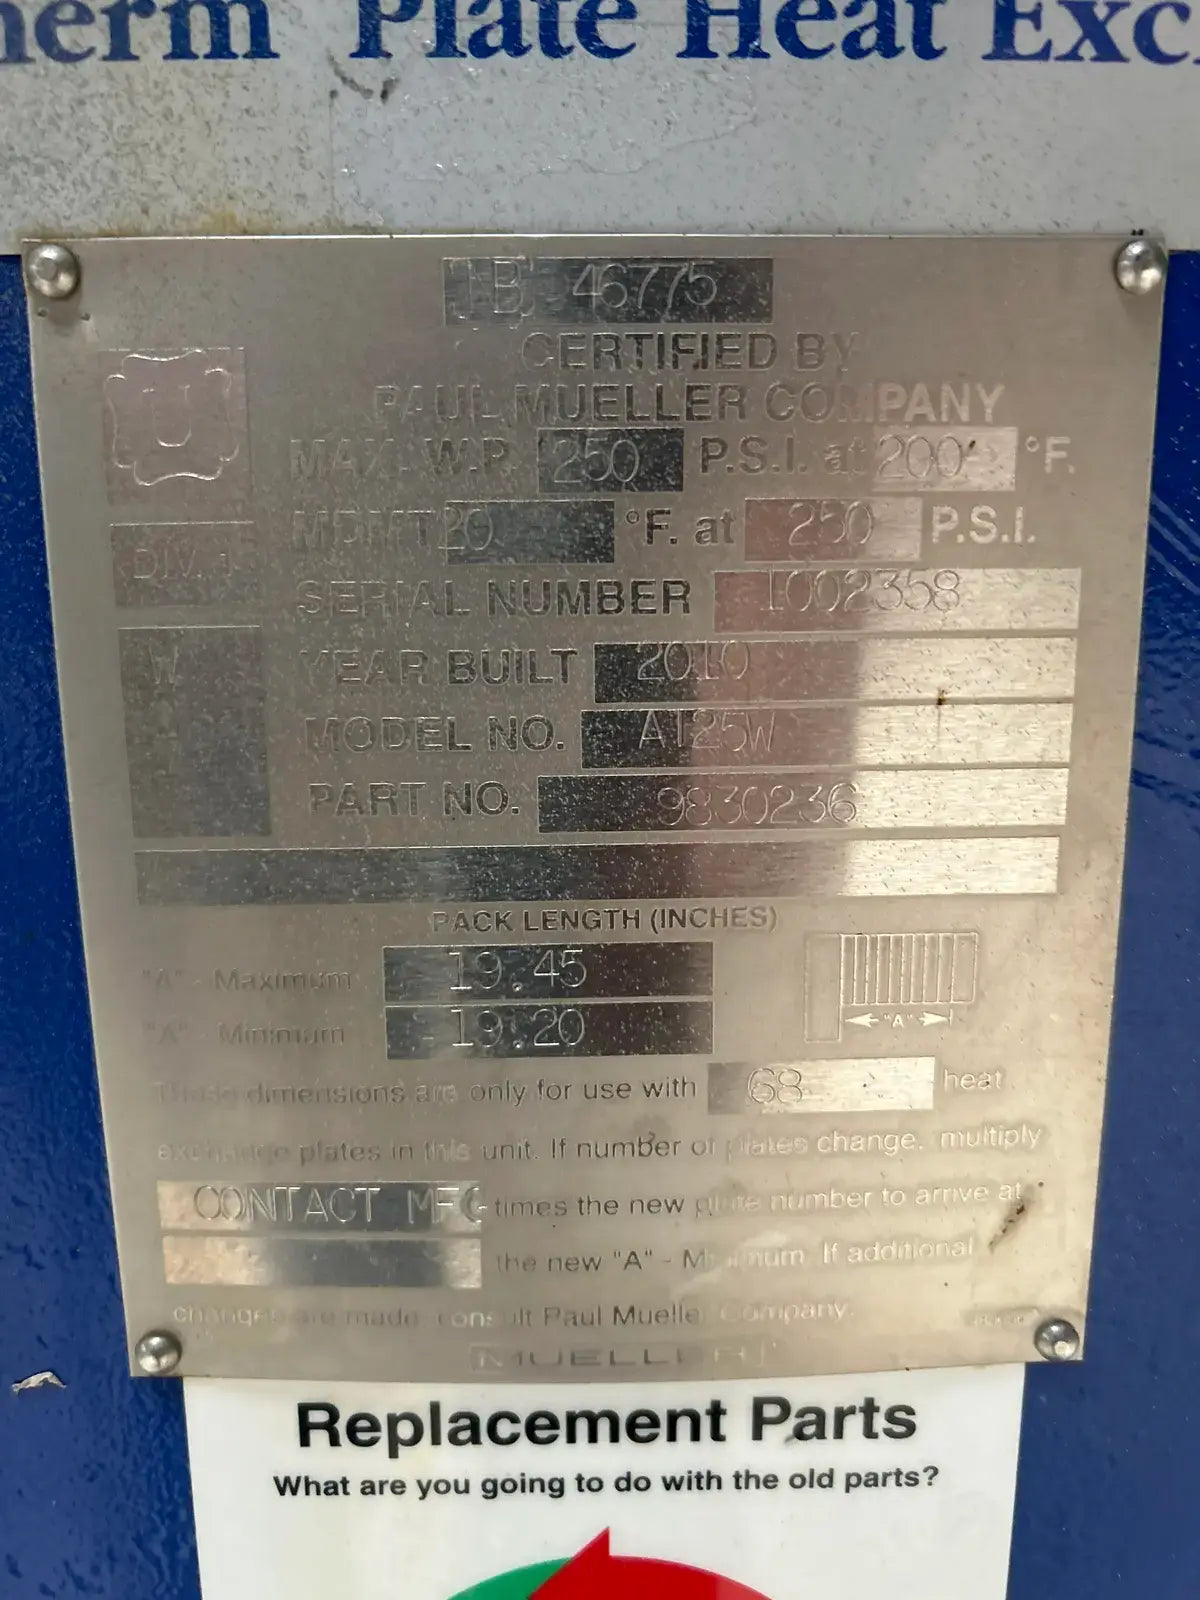 herm Plate Heat Exc
NB 46775
CERTIFIED BY
PAUL MUELLER COMPANY
U
MAX. W.P. 250 P.S.I. at 200 °F.
MDMT 20 °F. at 250 P.S.I.
DIV. 1
SERIAL NUMBER 1002358
W
YEAR BUILT 2010
MODEL NO. AT25W
PART NO. 9830236
PACK LENGTH (INCHES)
"A" - Maximum 19.45
"A" - Minimum 19.20
"A"
These dimensions are only for use with 68 heat
exchange plates in this unit. If number of plates change, multiply
CONTACT MFG times the new plate number to arrive at
the new "A" - Minimum. If additional
changes are made, consult Paul Mueller Company.
MUELLER
Replacement Parts
What are you going to do with the old parts?